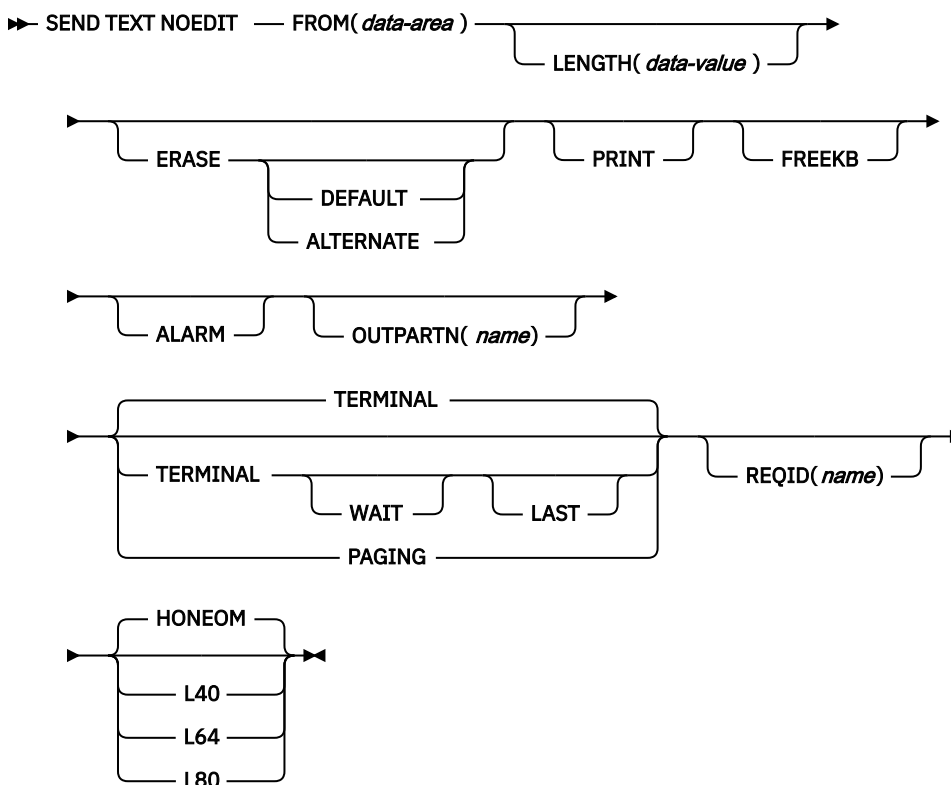 SEND TEXT NOEDIT FROM( data-area )
LENGTH( data-value )
ERASE PRINT FREEKB
DEFAULT
ALTERNATE
ALARM OUTPARTN( name)
TERMINAL
TERMINAL REQID( name)
WAIT LAST
PAGING
HONEOM
L40
L64
L80